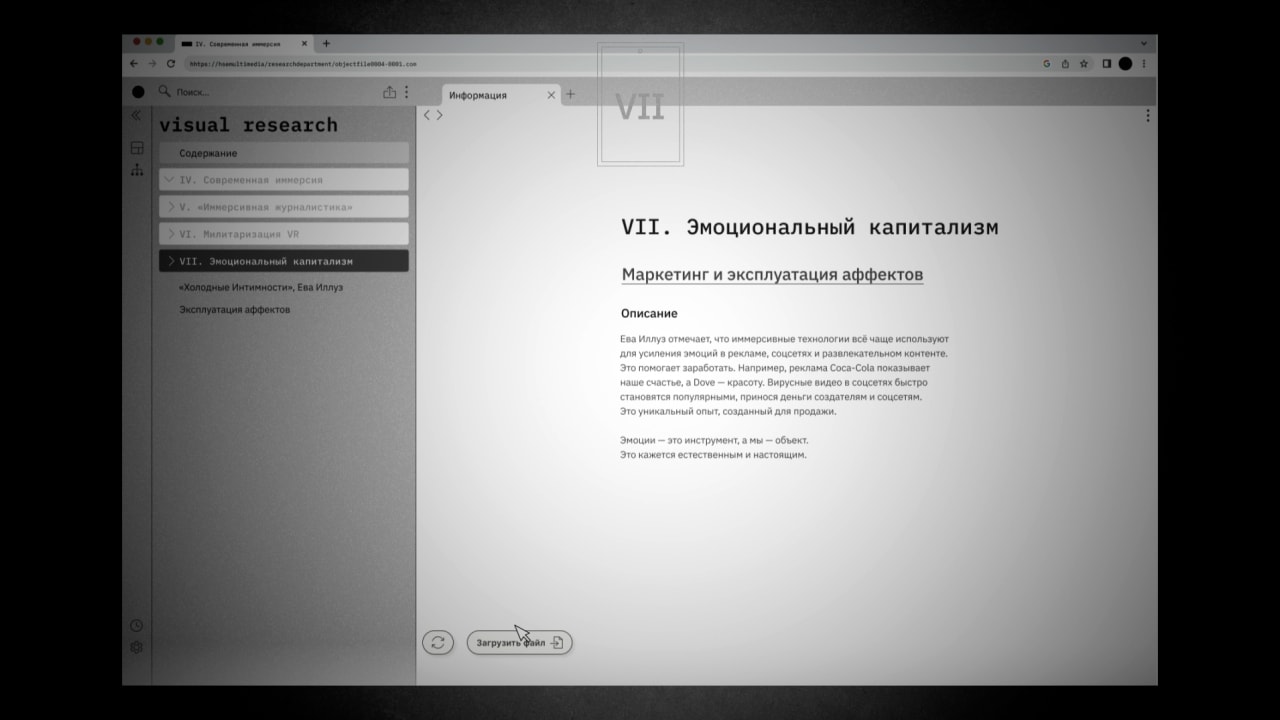 IV. Современная иммерсия
https://hsemultimedia/researchdepartment/objectfile0004-0001.com
Поиск...
visual research
Содержание
IV. Современная иммерсия
V. «Иммерсивная журналистика»
VI. Милитаризация VR
VII. Эмоциональный капитализм
«Холодные Интимности», Ева Иллуз
Эксплуатация аффектов
Информация
VII
VII. Эмоциональный капитализм
Маркетинг и эксплуатация аффектов
Описание
Ева Иллуз отмечает, что иммерсивные технологии всё чаще используют
для усиления эмоций в рекламе, соцсетях и развлекательном контенте.
Это помогает заработать. Например, реклама Coca-Cola показывает
наше счастье, а Dove — красоту. Вирусные видео в соцсетях быстро
становятся популярными, принося деньги создателям и соцсетям.
Это уникальный опыт, созданный для продажи.
Эмоции — это инструмент, а мы — объект.
Это кажется естественным и настоящим.
Загрузить файл